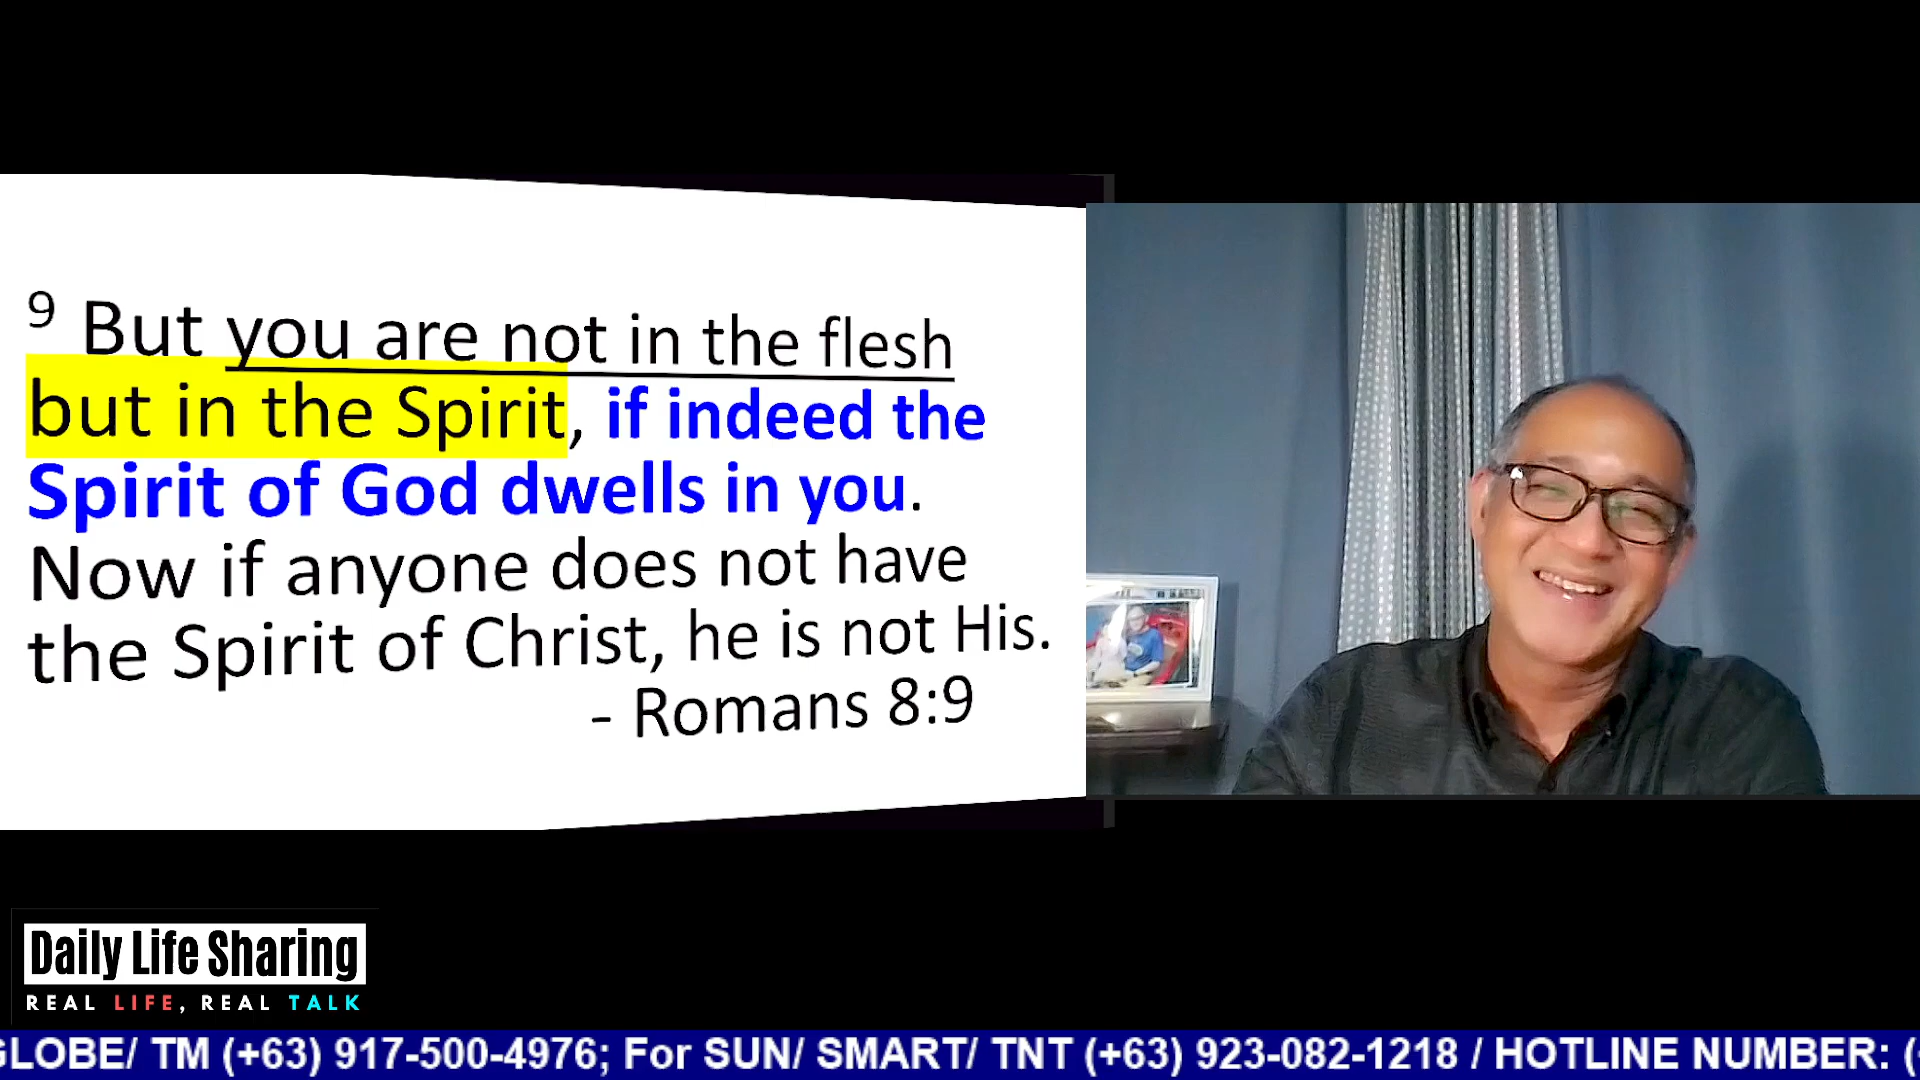 9 But you are not in the flesh
but in the Spirit, if indeed the
Spirit of God dwells in you.
Now if anyone does not have
the Spirit of Christ, he is not His.
- Romans 8:9
Daily Life Sharing
REAL LIFE, REAL TALK
GLOBE/ TM (+63) 917-500-4976; For SUN/ SMART/ TNT (+63) 923-082-1218 / HOTLINE NUMBER: (